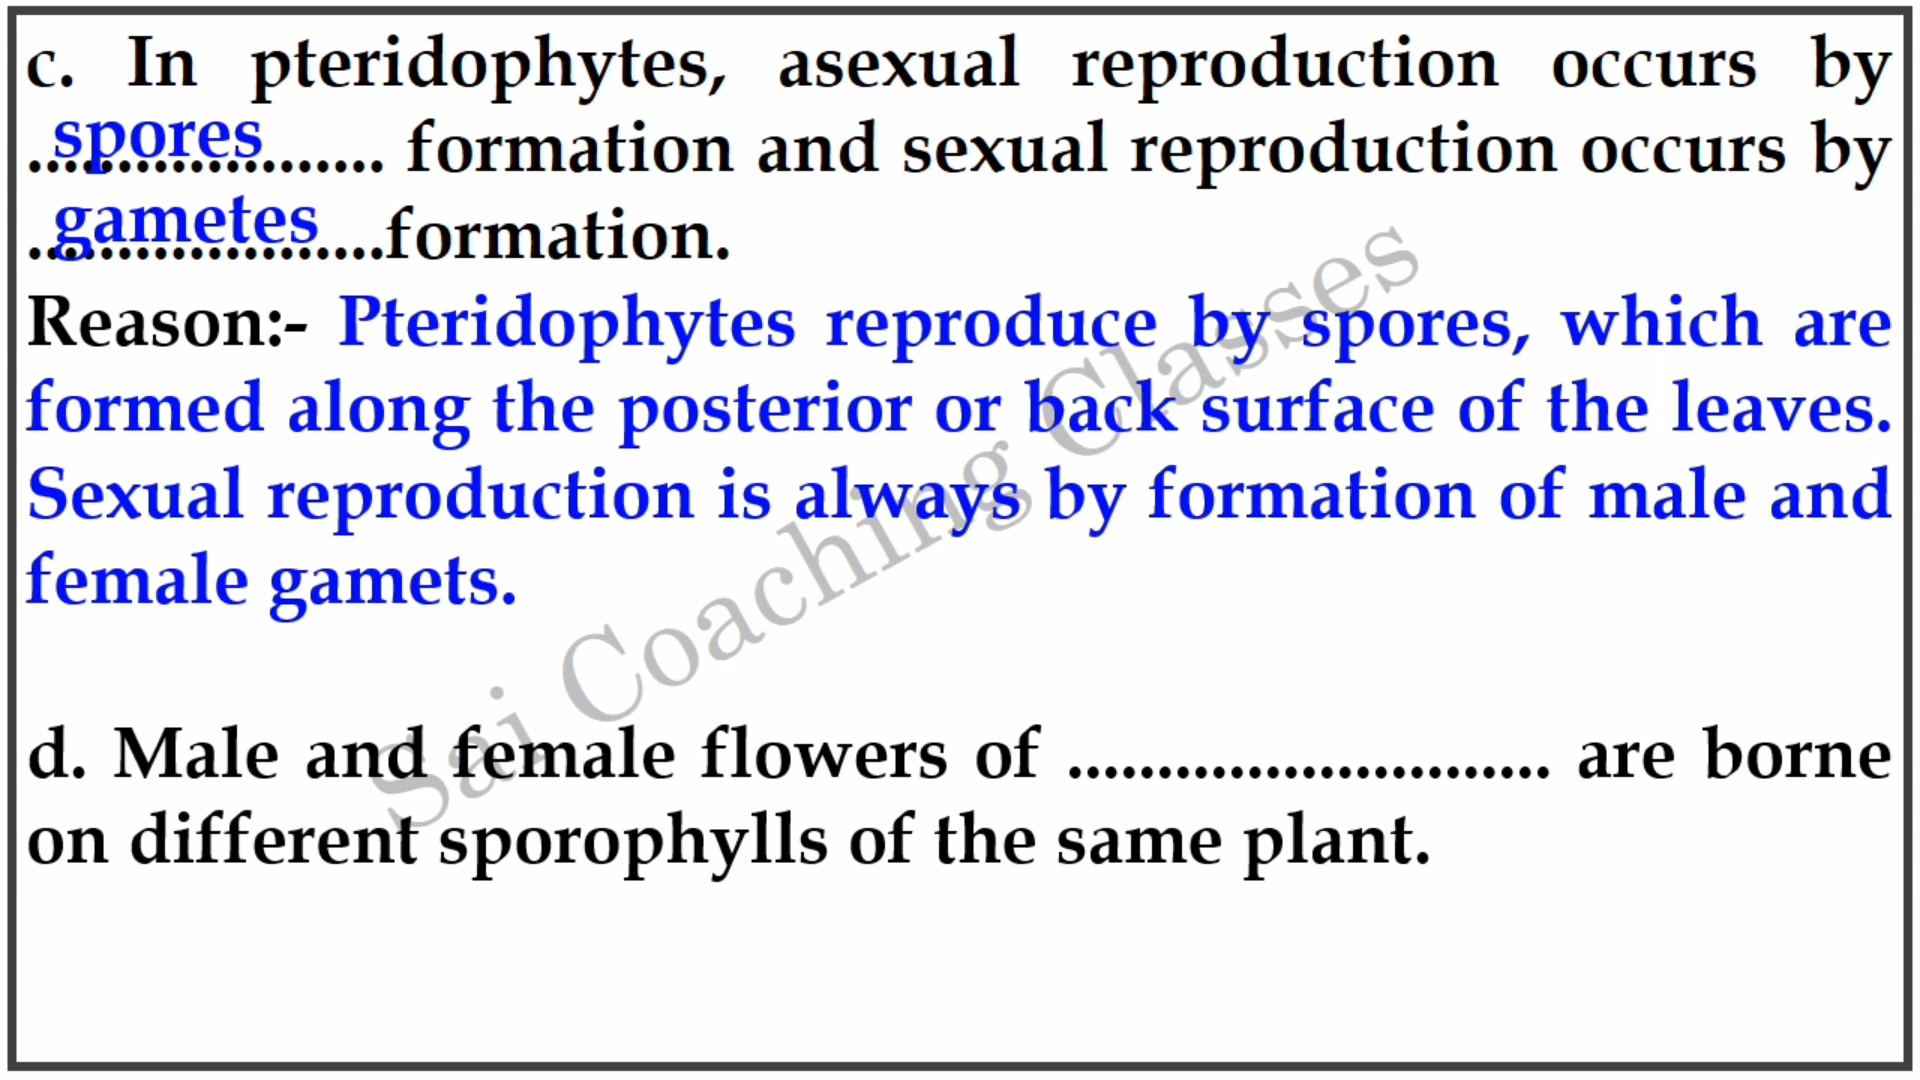 c. In pteridophytes, asexual reproduction occurs by
spores
.................... formation and sexual reproduction occurs by
gametes
....................formation.
Reason:- Pteridophytes reproduce by spores, which are
formed along the posterior or back surface of the leaves.
Sexual reproduction is always by formation of male and
female gamets.
d. Male and female flowers of ........................... are borne
on different sporophylls of the same plant.
Sai Coaching Classes